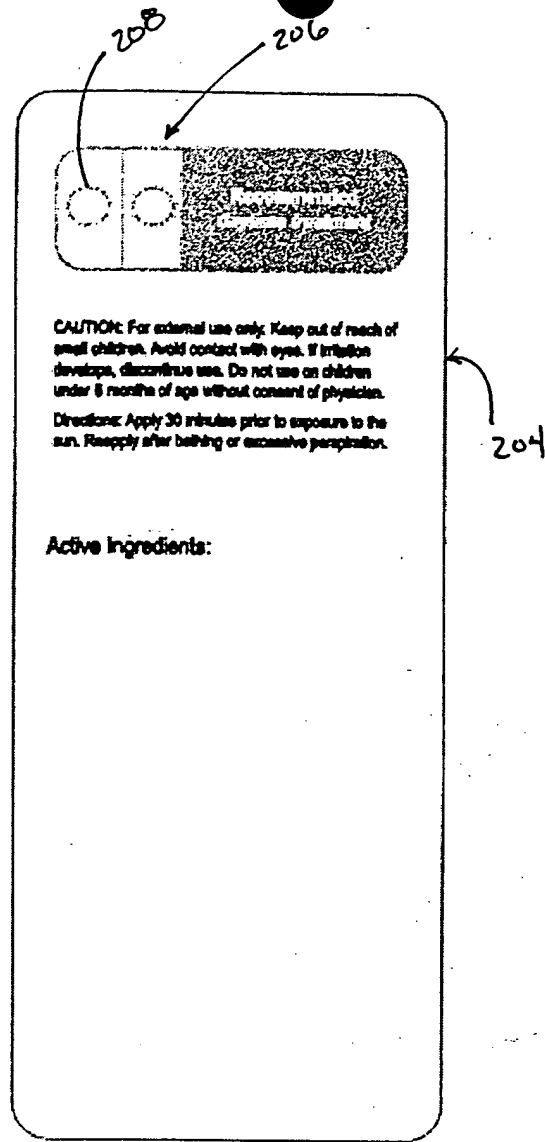 208
206
CAUTION: For external use only. Keep out of reach of
small children. Avoid contact with eyes. If irritation
develops, discontinue use. Do not use on children
under 6 months of age without consent of physician.
Directions: Apply 30 minutes prior to exposure to the
sun. Reapply after bathing or excessive perspiration.
204
Active Ingredients: